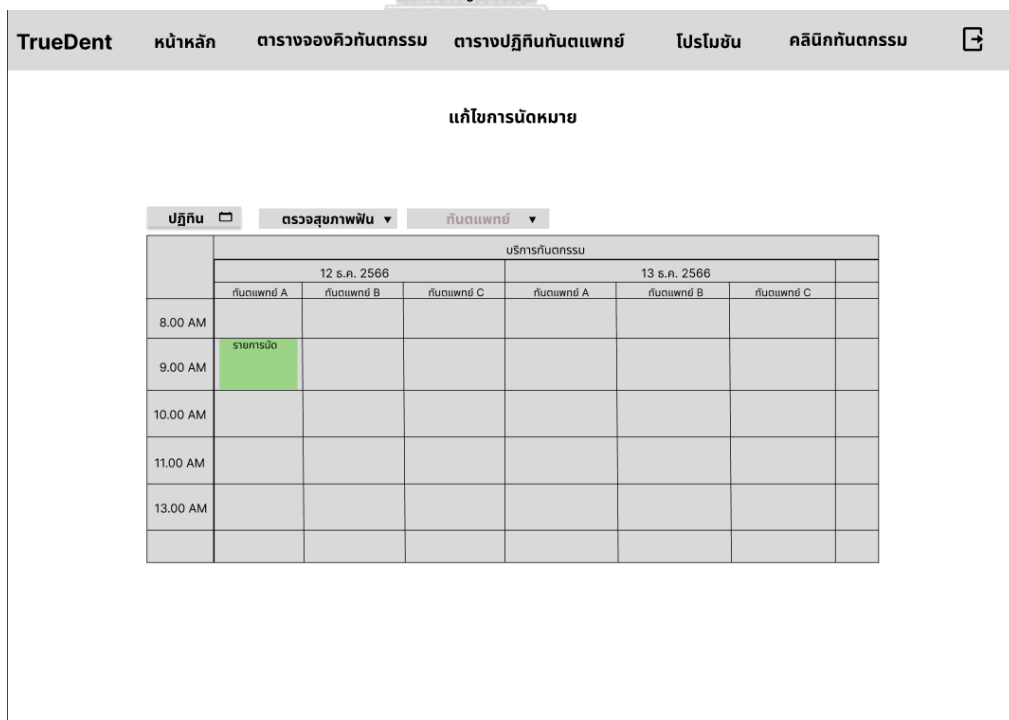 TrueDent หน้าหลัก ตารางจองคิวทันตกรรม ตารางปฏิทินทันตแพทย์ โปรโมชัน คลินิกทันตกรรม
แก้ไขการนัดหมาย
ปฏิทิน ตรวจสุขภาพฟัน ▼ ทันตแพทย์ ▼
บริการทันตกรรม
12 ธ.ค. 2566 13 ธ.ค. 2566
ทันตแพทย์ A ทันตแพทย์ B ทันตแพทย์ C ทันตแพทย์ A ทันตแพทย์ B ทันตแพทย์ C
8.00 AM
รายการนัด
9.00 AM
10.00 AM
11.00 AM
13.00 AM